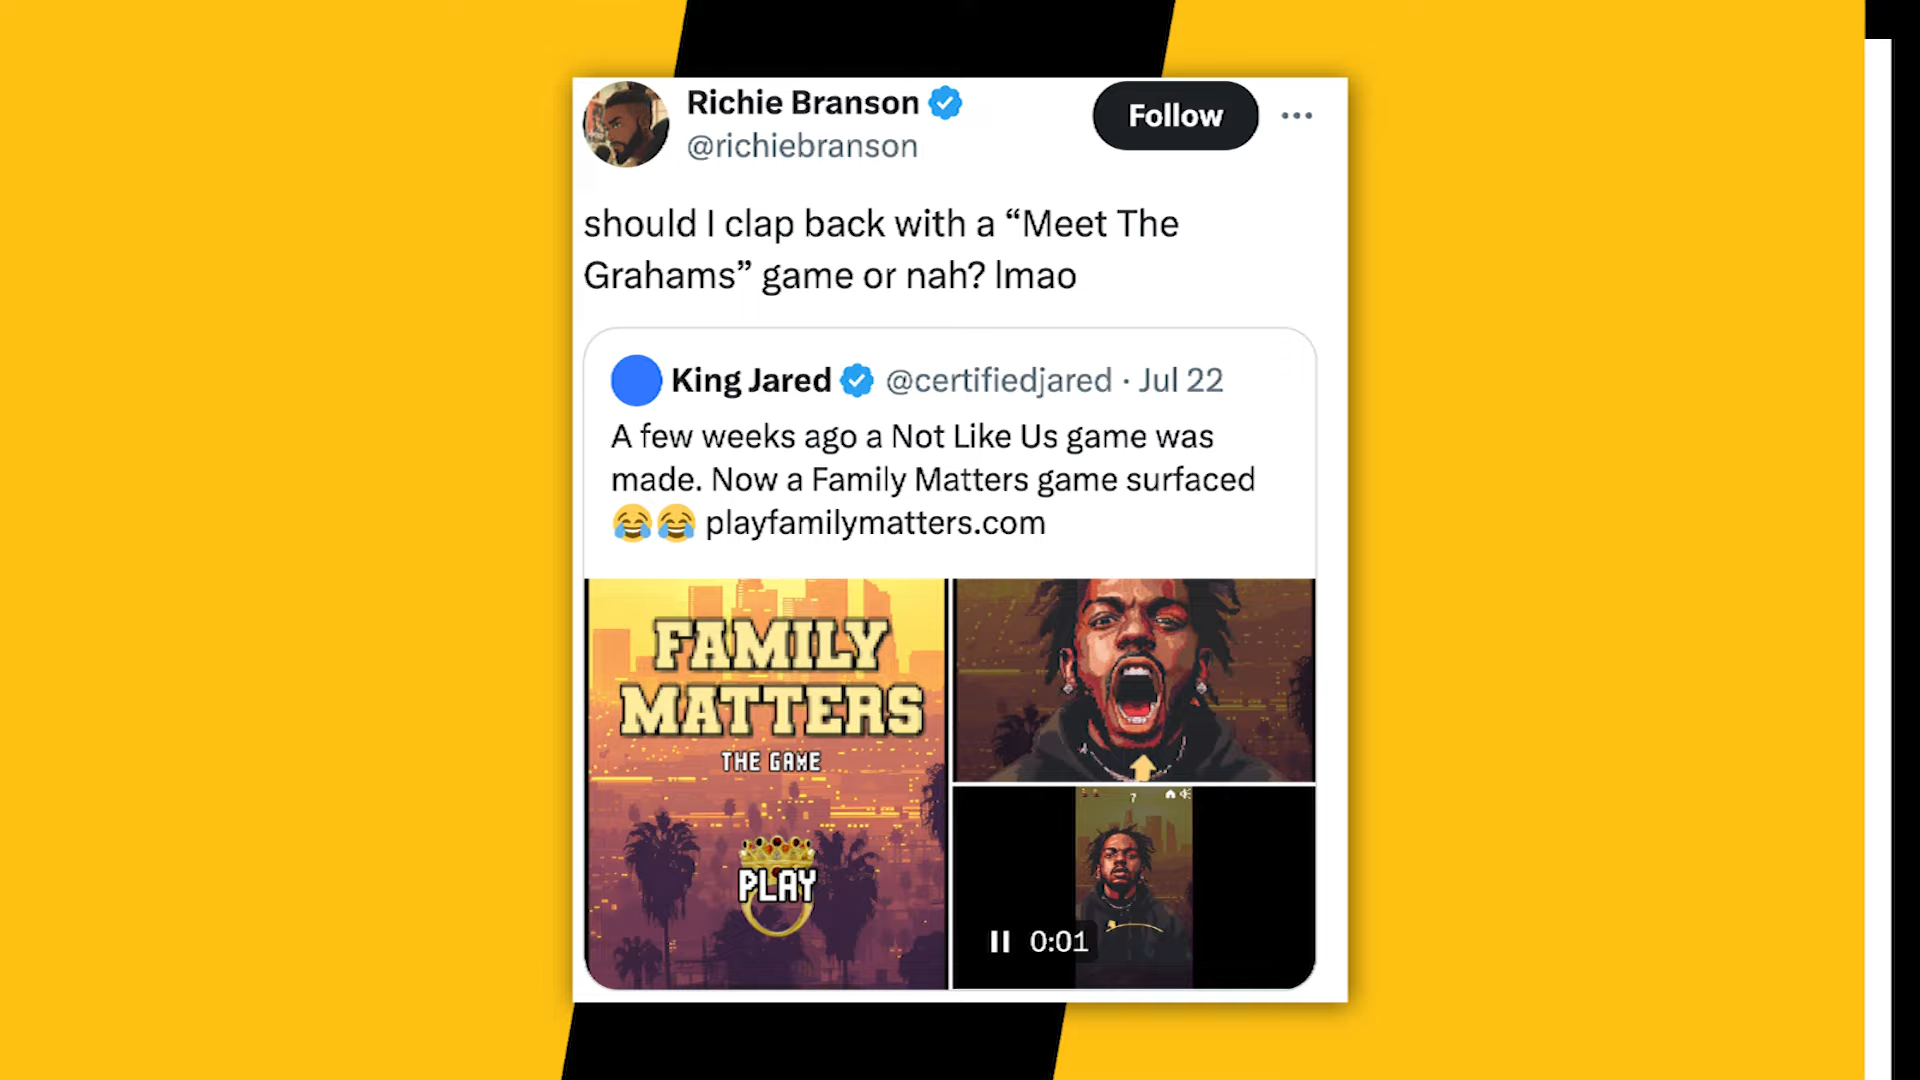 Richie Branson
@richiebranson
Follow
should I clap back with a “Meet The
Grahams” game or nah? lmao
King Jared @certifiedjared · Jul 22
A few weeks ago a Not Like Us game was
made. Now a Family Matters game surfaced
😂😂 playfamilymatters.com
FAMILY
MATTERS
THE GAME
PLAY
7
0:01